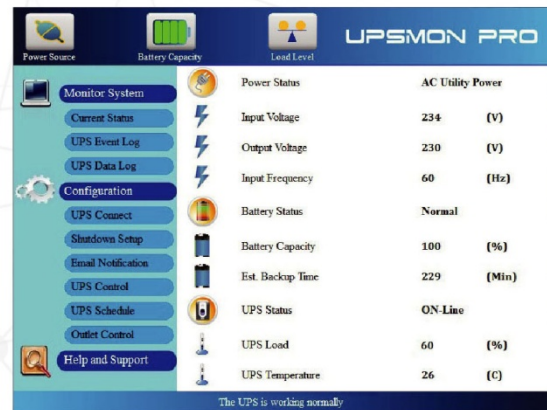 Power Source
Battery Capacity
Load Level
UPSMON PRO
Monitor System
Current Status
UPS Event Log
UPS Data Log
Configuration
UPS Connect
Shutdown Setup
Email Notification
UPS Control
UPS Schedule
Outlet Control
Help and Support
Power Status AC Utility Power
Input Voltage 234 (V)
Output Voltage 230 (V)
Input Frequency 60 (Hz)
Battery Status Normal
Battery Capacity 100 (%)
Est. Backup Time 229 (Min)
UPS Status ON-Line
UPS Load 60 (%)
UPS Temperature 26 (C)
The UPS is working normally